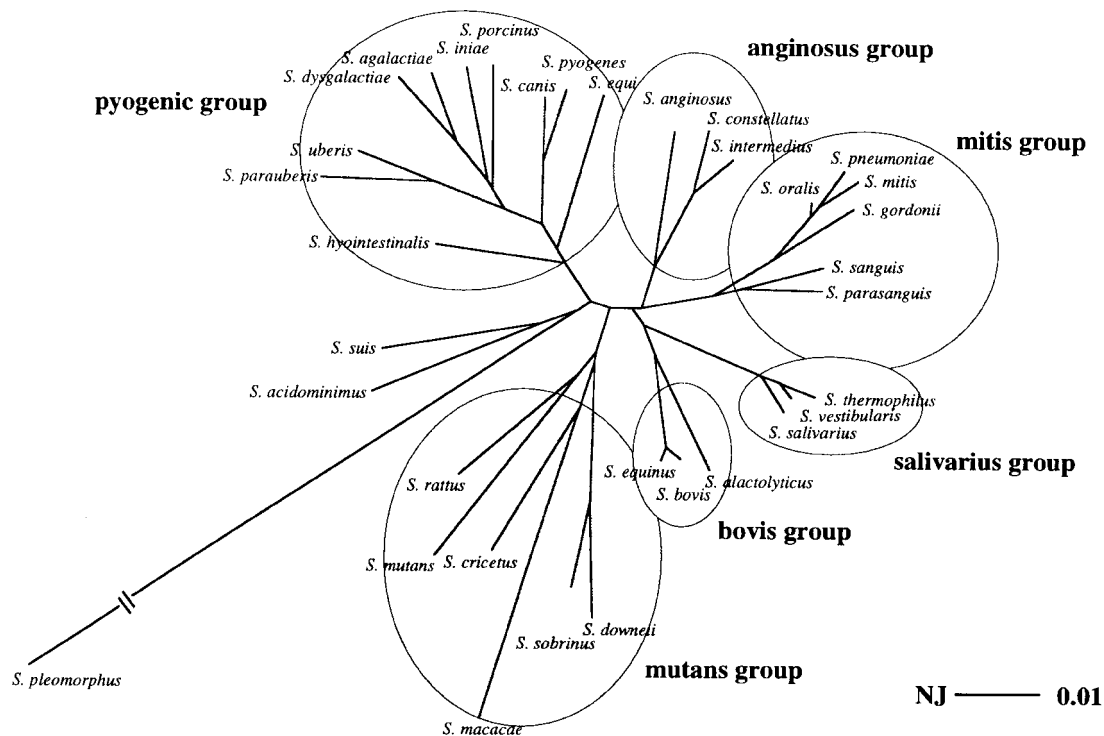 pyogenic group
S. porcinus
S. iniae
S. agalactiae
S. dysgalactiae
S. pyogenes
S. canis
S. equi
S. uberis
S. parauberis
S. hyointestinalis
anginosus group
S. anginosus
S. constellatus
S. intermedius
mitis group
S. pneumoniae
S. oralis
S. mitis
S. gordonii
S. sanguis
S. parasanguis
S. suis
S. acidominimus
S. thermophilus
S. vestibularis
S. salivarius
salivarius group
S. equinus
S. bovis
S. alactolyticus
bovis group
S. rattus
S. mutans
S. cricetus
S. sobrinus
S. downeii
S. macacae
mutans group
S. pleomorphus
NJ 0.01